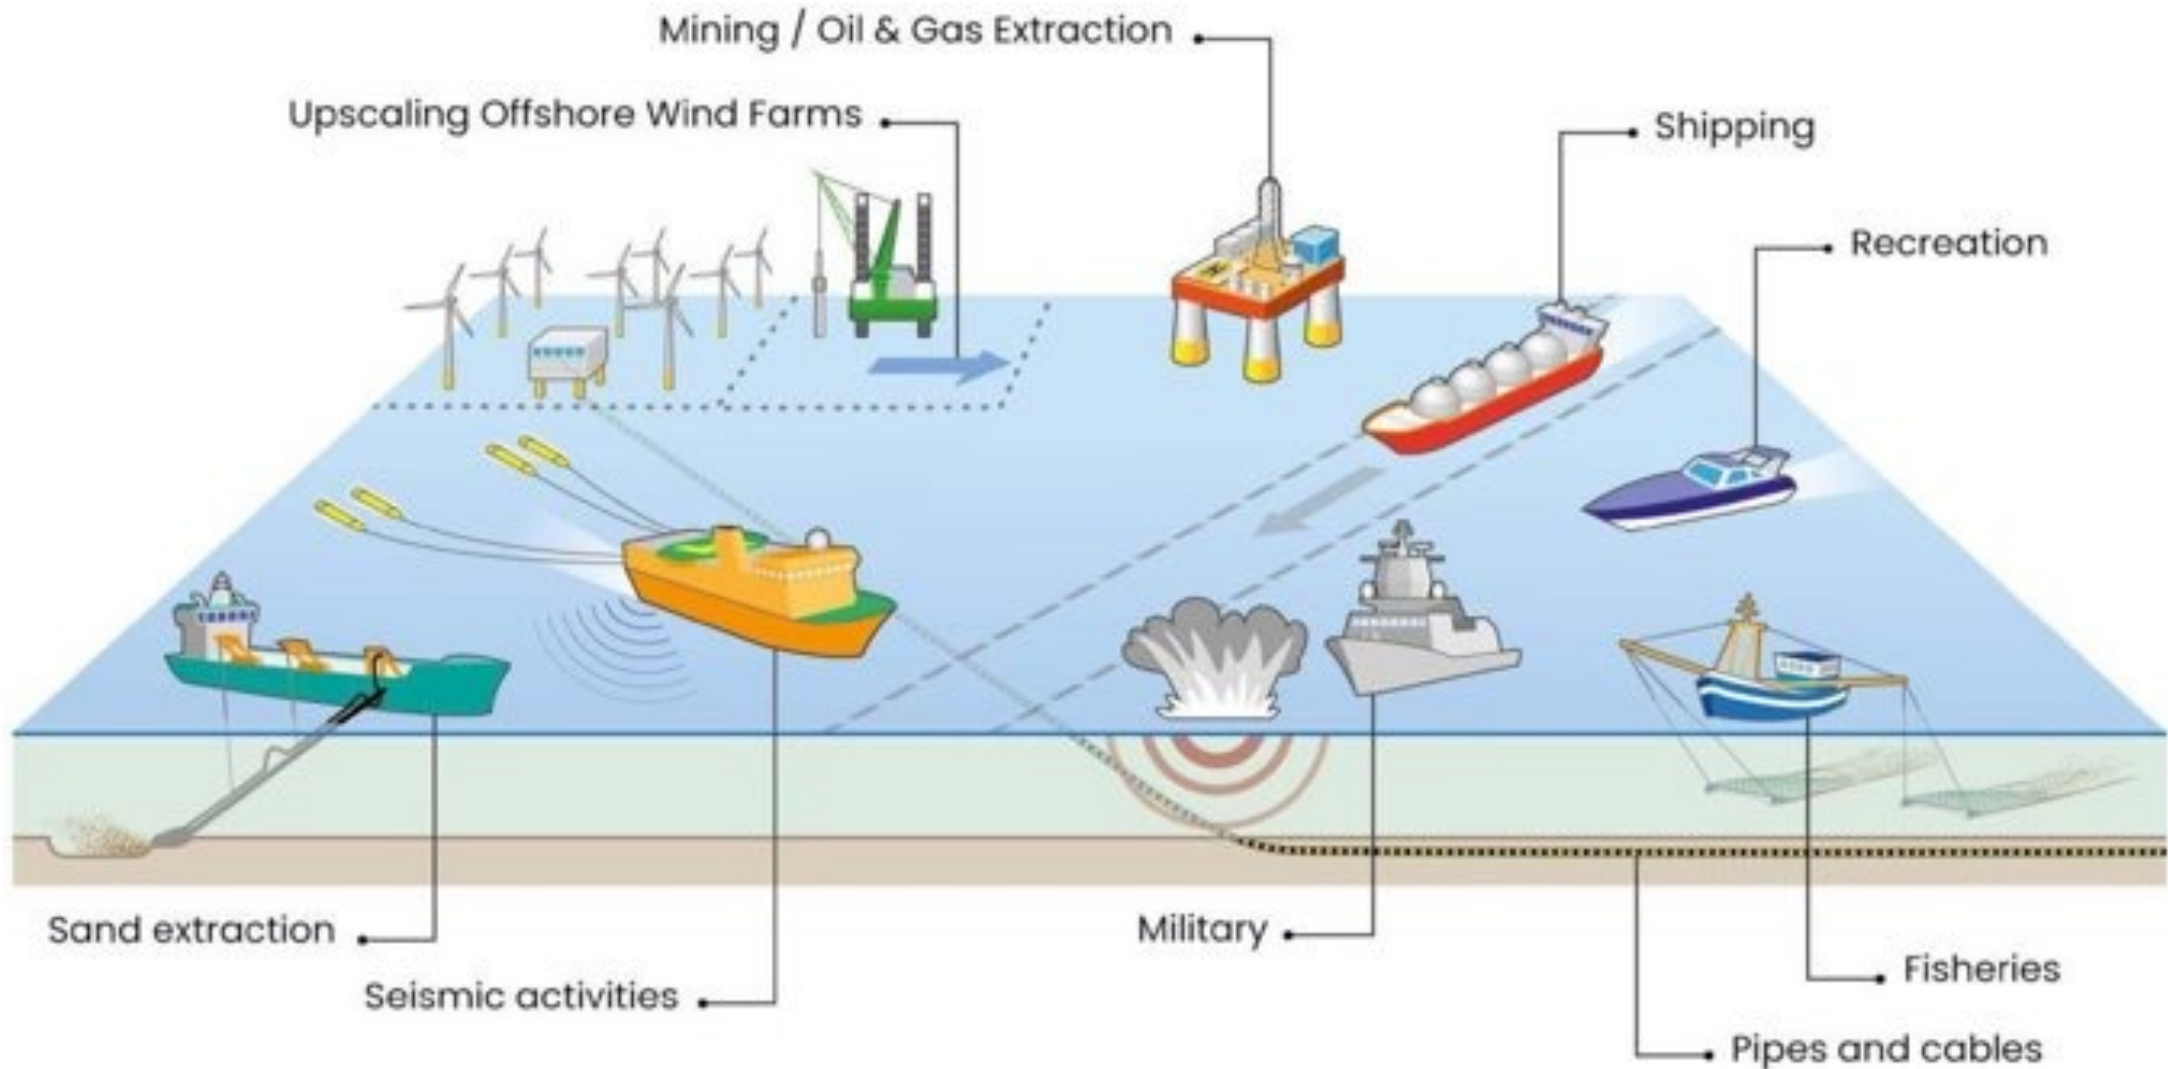 Mining / Oil & Gas Extraction
Upscaling Offshore Wind Farms
Shipping
Recreation
Sand extraction
Military
Seismic activities
Fisheries
Pipes and cables